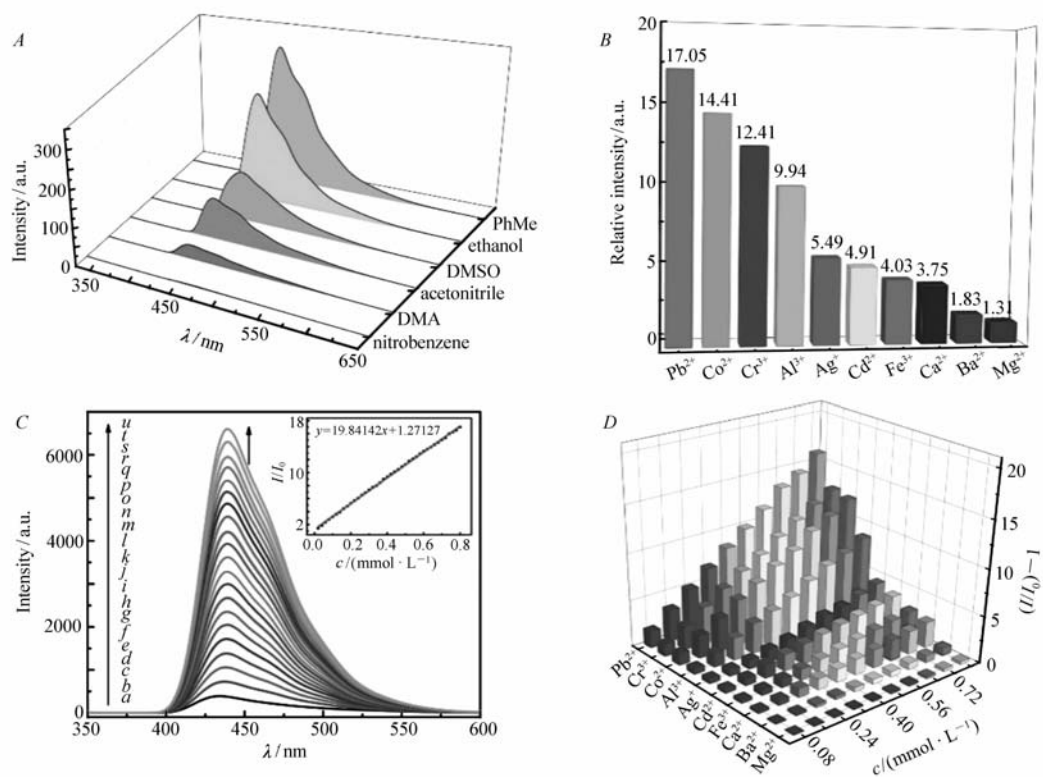 A
Intensity/a.u.
300
200
100
0
350
450
550
650
λ/nm
PhMe
ethanol
DMSO
acetonitrile
DMA
nitrobenzene
B
Relative intensity/a.u.
20
15
10
5
0
17.05
14.41
12.41
9.94
5.49
4.91
4.03
3.75
1.83
1.31
Pb²⁺
Co²⁺
Cr³⁺
Al³⁺
Ag⁺
Cd²⁺
Fe³⁺
Ca²⁺
Ba²⁺
Mg²⁺
C
Intensity/a.u.
6000
4000
2000
0
u
t
s
r
q
p
o
n
m
l
k
j
i
h
g
f
e
d
c
b
a
350
400
450
500
550
600
λ/nm
y=19.84142x+1.27127
I/I₀
18
10
2
0.0
0.2
0.4
0.6
0.8
c/(mmol·L⁻¹)
D
20
15
10
5
0
(I/I₀)−1
Pb²⁺
Cr³⁺
Co²⁺
Al³⁺
Ag⁺
Cd²⁺
Fe³⁺
Ca²⁺
Ba²⁺
Mg²⁺
0.08
0.24
0.40
0.56
0.72
c/(mmol·L⁻¹)